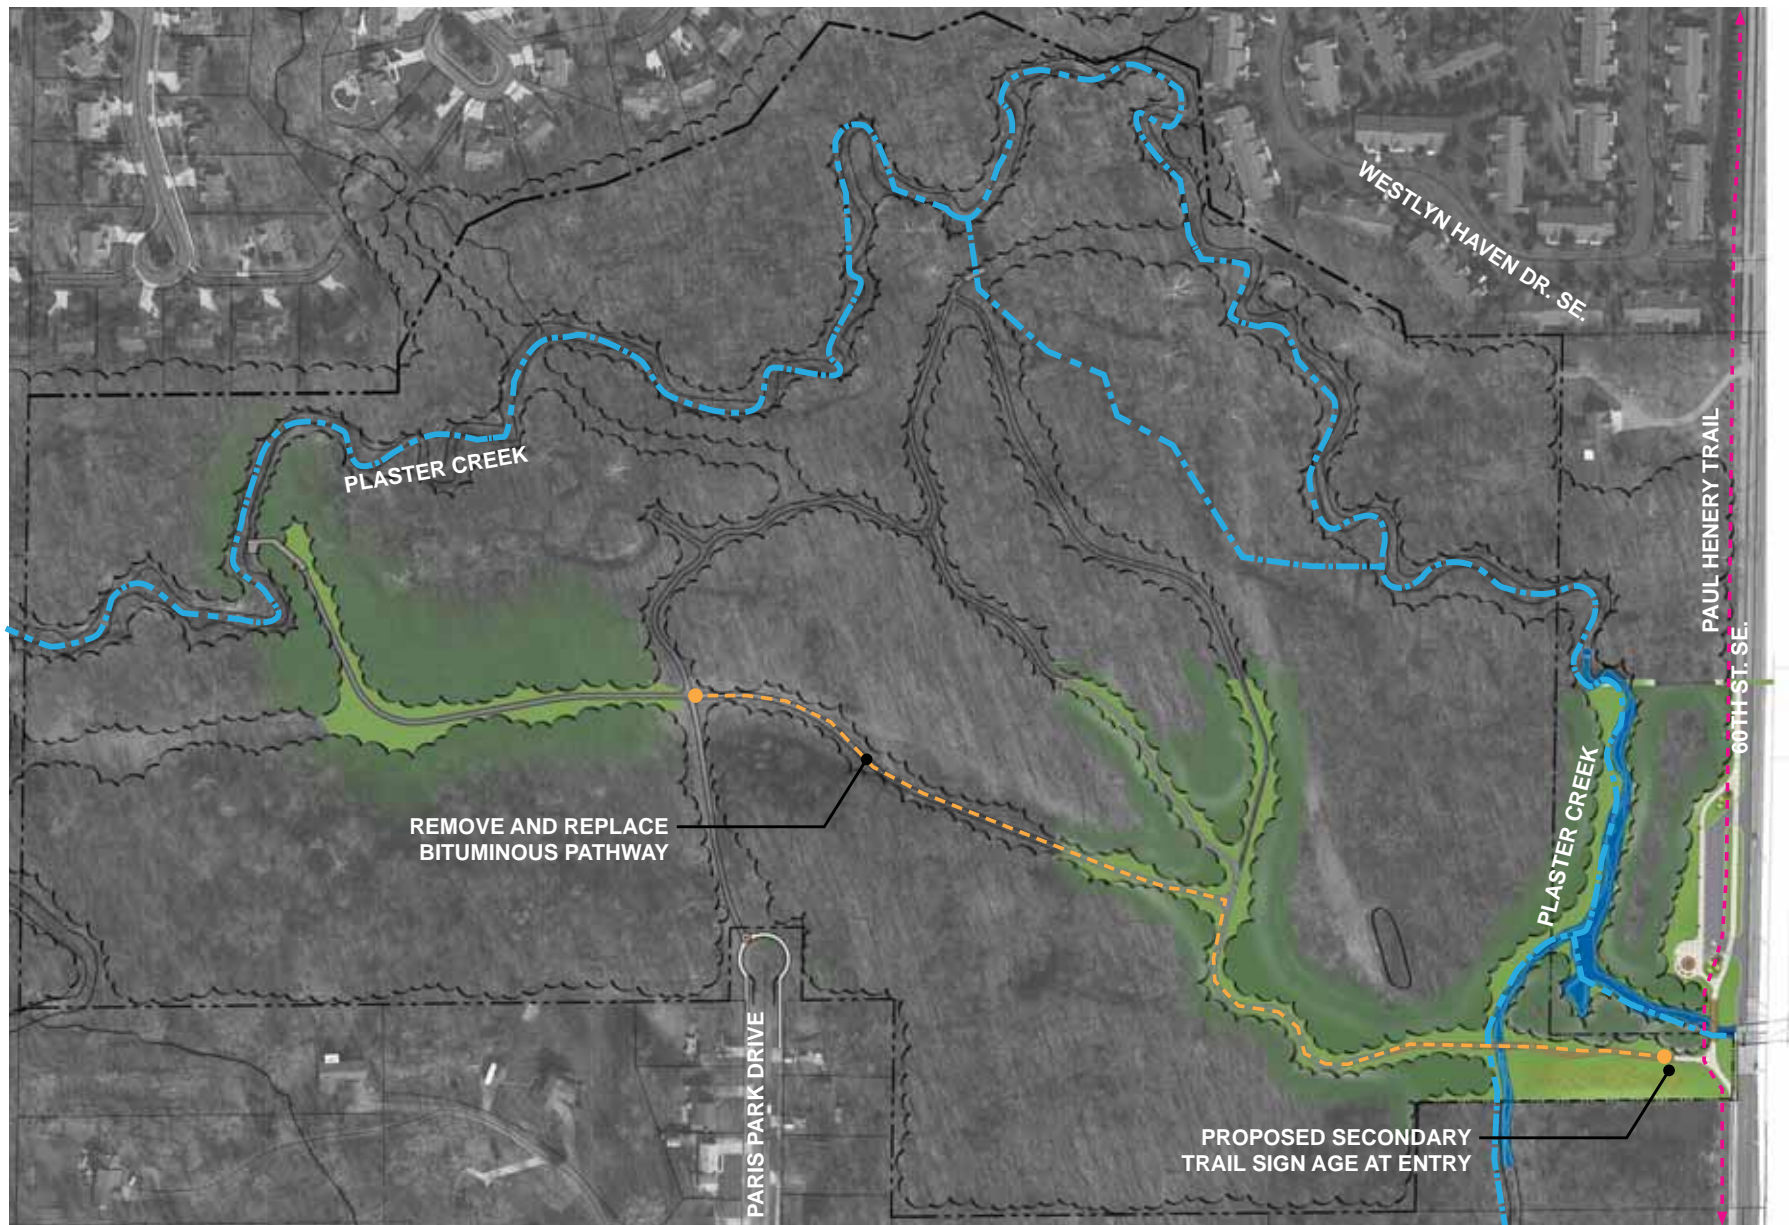 WESTLYN HAVEN DR. SE.
PAUL HENERY TRAIL
PLASTER CREEK
60TH ST. SE.
PLASTER CREEK
REMOVE AND REPLACE
BITUMINOUS PATHWAY
PARIS PARK DRIVE
PROPOSED SECONDARY
TRAIL SIGN AGE AT ENTRY